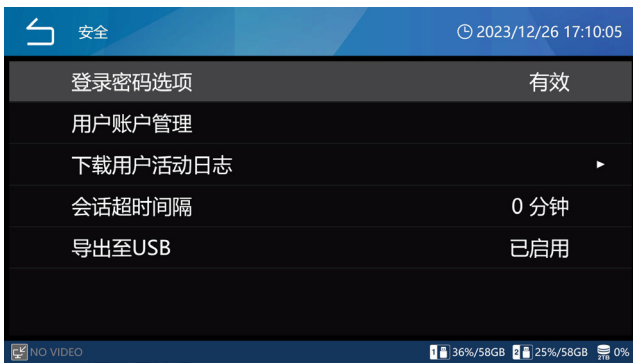 安全 2023/12/26 17:10:05
登录密码选项 有效
用户账户管理
下载用户活动日志
会话超时间隔 0 分钟
导出至USB 已启用
NO VIDEO 1 36%/58GB 2 25%/58GB 2TB 0%